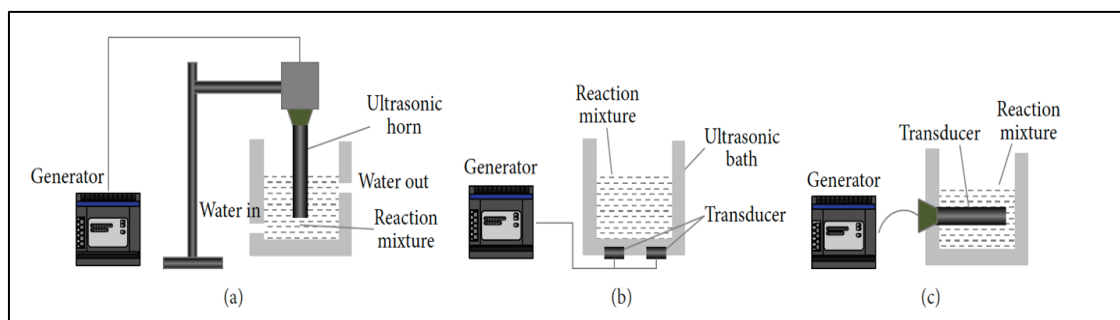 Generator
Ultrasonic
horn
Water out
Water in
Reaction
mixture
(a)
Reaction
mixture
Ultrasonic
bath
Generator
Transducer
(b)
Reaction
mixture
Transducer
Generator
(c)